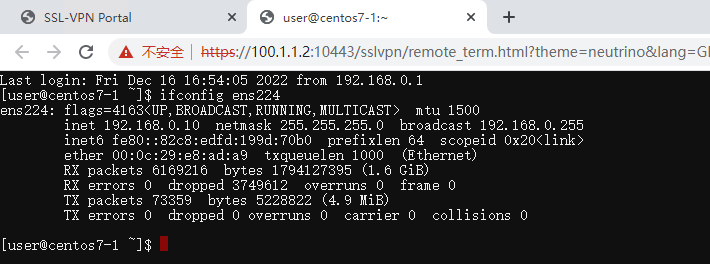 SSL-VPN Portal
user@centos7-1:~
不安全 | https://100.1.1.2:10443/sslvpn/remote_term.html?theme=neutrino&lang=G
Last login: Fri Dec 16 16:54:05 2022 from 192.168.0.1
[user@centos7-1 ~]$ ifconfig ens224
ens224: flags=4163<UP,BROADCAST,RUNNING,MULTICAST>  mtu 1500
        inet 192.168.0.10  netmask 255.255.255.0  broadcast 192.168.0.255
        inet6 fe80::82c8:edfd:199d:70b0  prefixlen 64  scopeid 0x20<link>
        ether 00:0c:29:e8:ad:a9  txqueuelen 1000  (Ethernet)
        RX packets 6169216  bytes 1794127395 (1.6 GiB)
        RX errors 0  dropped 3749612  overruns 0  frame 0
        TX packets 73359  bytes 5228822 (4.9 MiB)
        TX errors 0  dropped 0 overruns 0  carrier 0  collisions 0
[user@centos7-1 ~]$